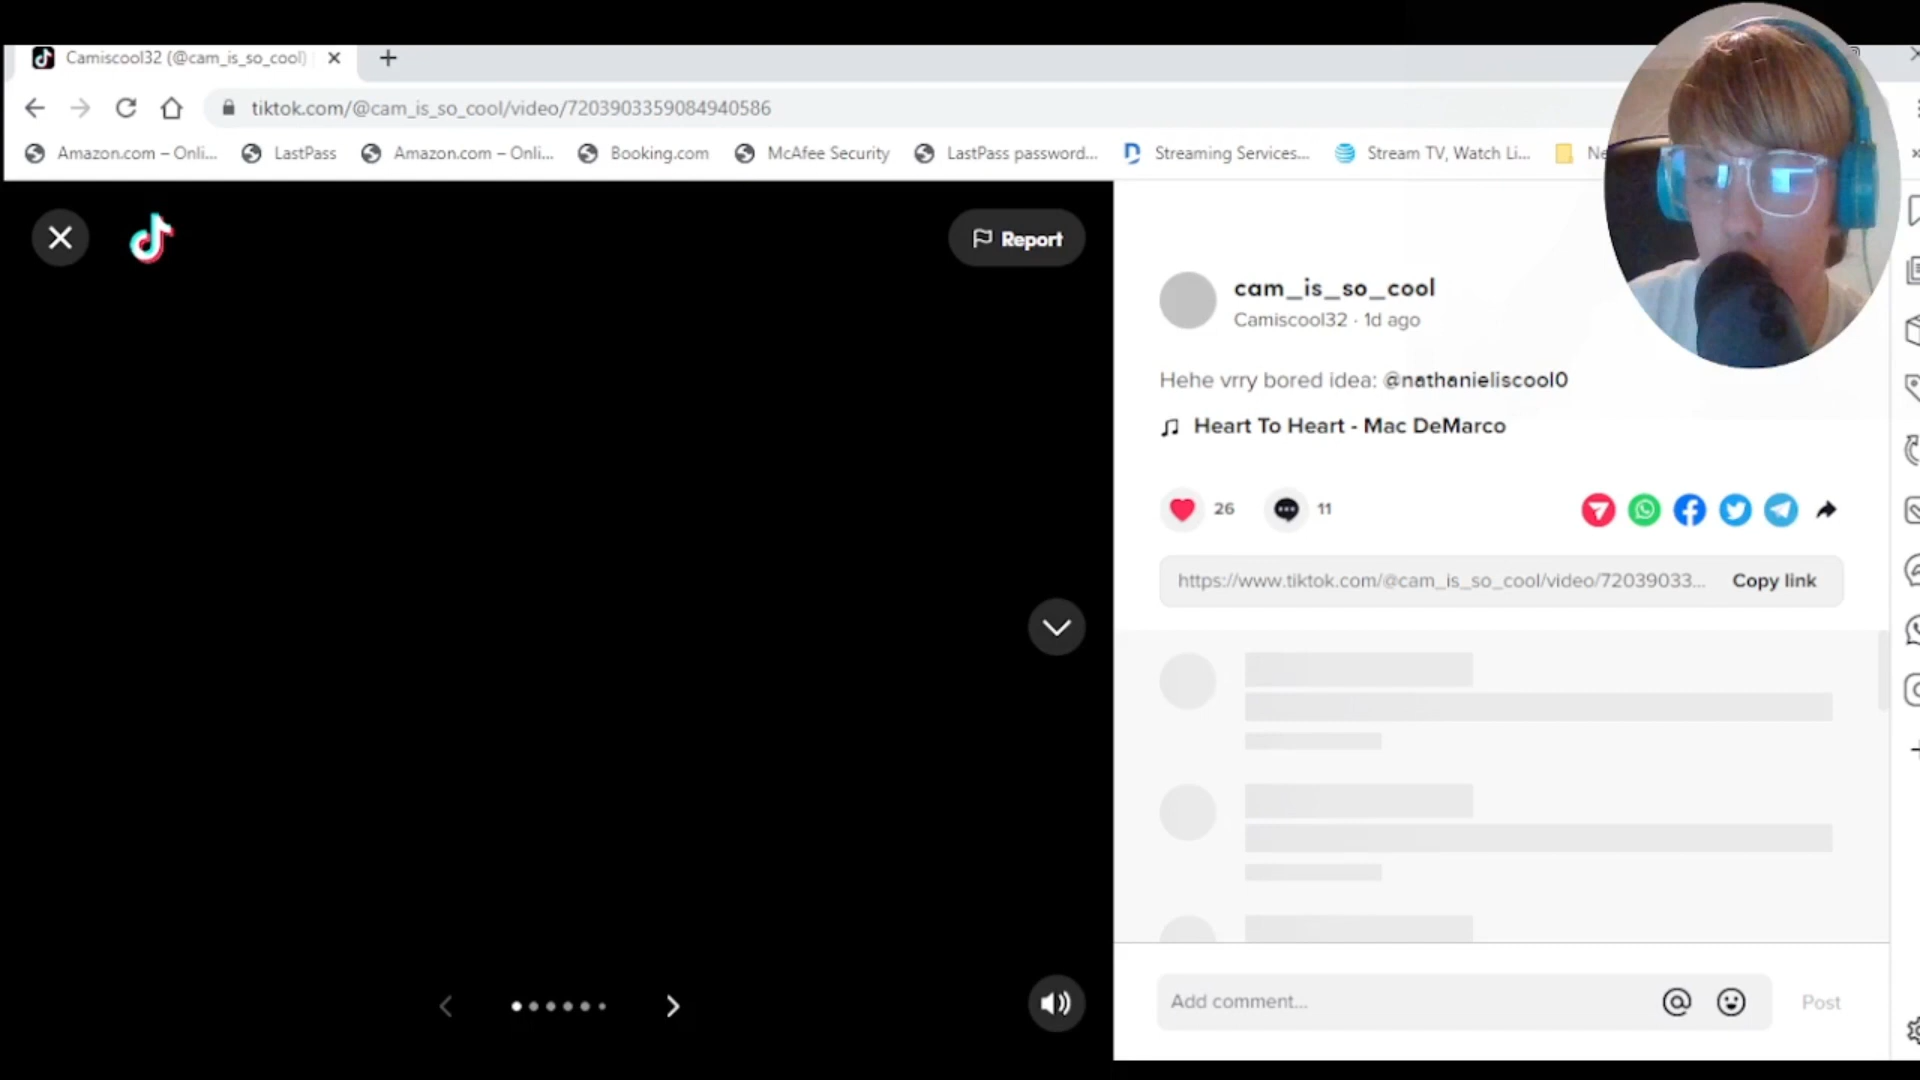 Camiscool32 (@cam_is_so_cool)
tiktok.com/@cam_is_so_cool/video/7203903359084940586
Amazon.com – Onli... LastPass Amazon.com – Onli... Booking.com McAfee Security LastPass password... Streaming Services... Stream TV, Watch Li... Ne
Report
cam_is_so_cool
Camiscool32 · 1d ago
Hehe vrry bored idea: @nathanieliscool0
Heart To Heart - Mac DeMarco
26 11
https://www.tiktok.com/@cam_is_so_cool/video/72039033... Copy link
Add comment... Post